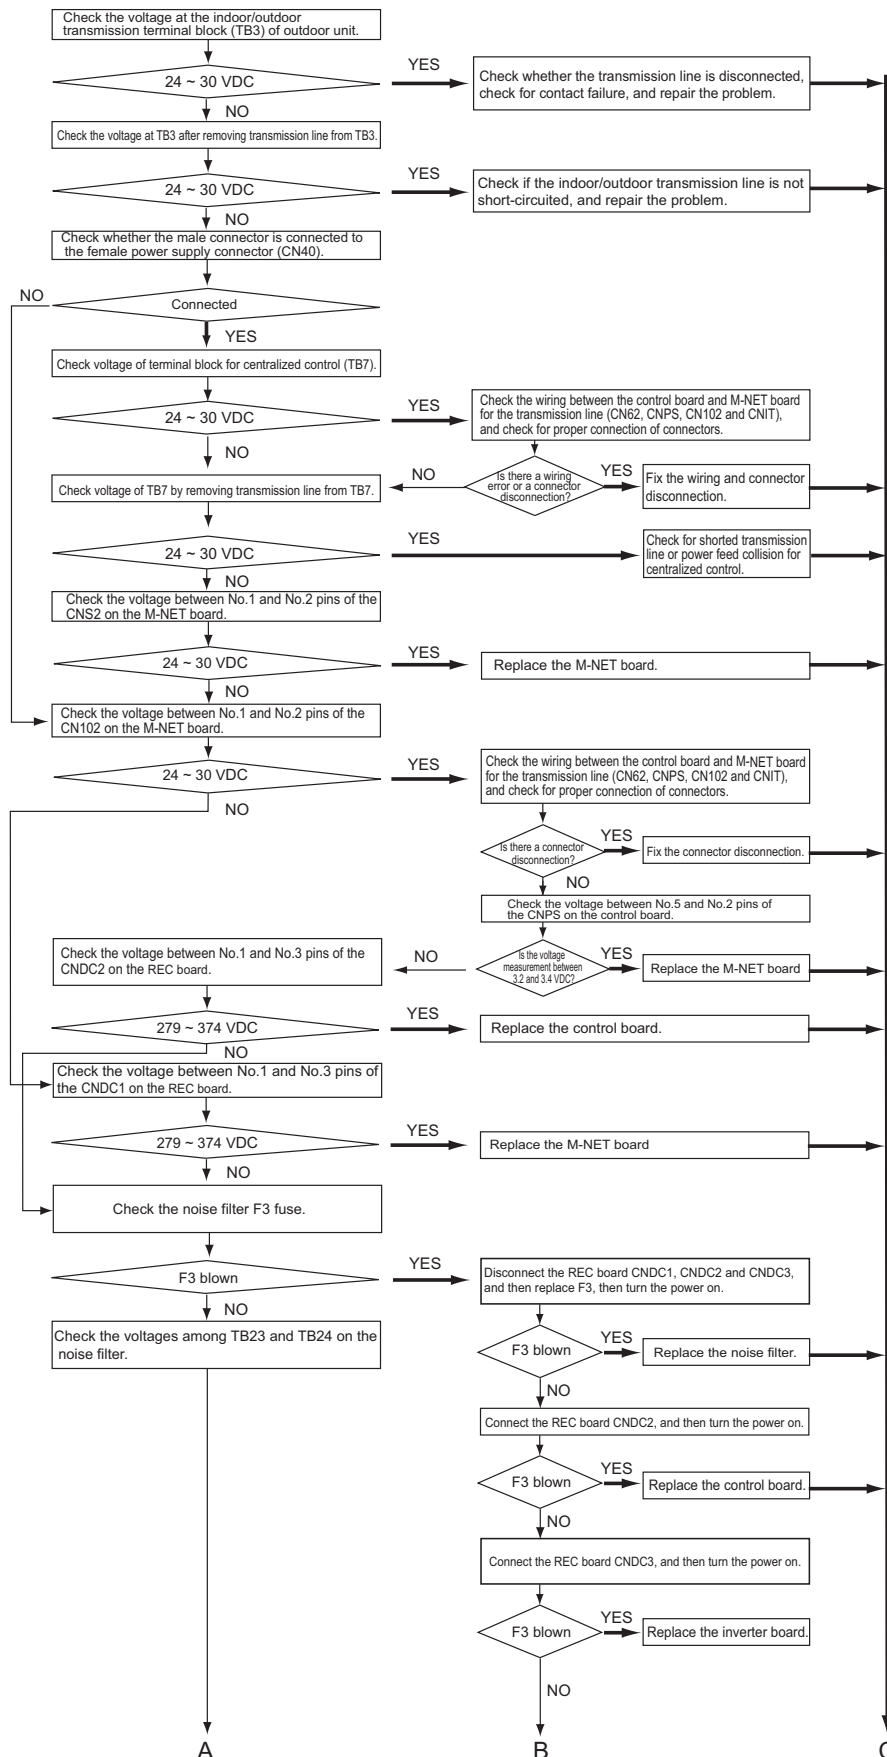 Check the voltage at the indoor/outdoor
transmission terminal block (TB3) of outdoor unit.
24 ~ 30 VDC
YES
Check whether the transmission line is disconnected,
check for contact failure, and repair the problem.
NO
Check the voltage at TB3 after removing transmission line from TB3.
24 ~ 30 VDC
YES
Check if the indoor/outdoor transmission line is not
short-circuited, and repair the problem.
NO
Check whether the male connector is connected to
the female power supply connector (CN40).
NO
Connected
YES
Check voltage of terminal block for centralized control (TB7).
24 ~ 30 VDC
YES
Check the wiring between the control board and M-NET board
for the transmission line (CN62, CNPS, CN102 and CNIT),
and check for proper connection of connectors.
NO
Is there a wiring
error or a connector
disconnection?
YES
Fix the wiring and connector
disconnection.
NO
Check voltage of TB7 by removing transmission line from TB7.
24 ~ 30 VDC
YES
Check for shorted transmission
line or power feed collision for
centralized control.
NO
Check the voltage between No.1 and No.2 pins of the
CNS2 on the M-NET board.
24 ~ 30 VDC
YES
Replace the M-NET board.
NO
Check the voltage between No.1 and No.2 pins of the
CN102 on the M-NET board.
24 ~ 30 VDC
YES
Check the wiring between the control board and M-NET board
for the transmission line (CN62, CNPS, CN102 and CNIT),
and check for proper connection of connectors.
NO
Is there a connector
disconnection?
YES
Fix the connector disconnection.
NO
Check the voltage between No.5 and No.2 pins of
the CNPS on the control board.
Is the voltage
measurement between
3.2 and 3.4 VDC?
YES
Replace the M-NET board
NO
Check the voltage between No.1 and No.3 pins of the
CNDC2 on the REC board.
279 ~ 374 VDC
YES
Replace the control board.
NO
Check the voltage between No.1 and No.3 pins of
the CNDC1 on the REC board.
279 ~ 374 VDC
YES
Replace the M-NET board
NO
Check the noise filter F3 fuse.
F3 blown
YES
Disconnect the REC board CNDC1, CNDC2 and CNDC3,
and then replace F3, then turn the power on.
NO
Check the voltages among TB23 and TB24 on the
noise filter.
F3 blown
YES
Replace the noise filter.
NO
Connect the REC board CNDC2, and then turn the power on.
F3 blown
YES
Replace the control board.
NO
Connect the REC board CNDC3, and then turn the power on.
F3 blown
YES
Replace the inverter board.
NO
A
B
C